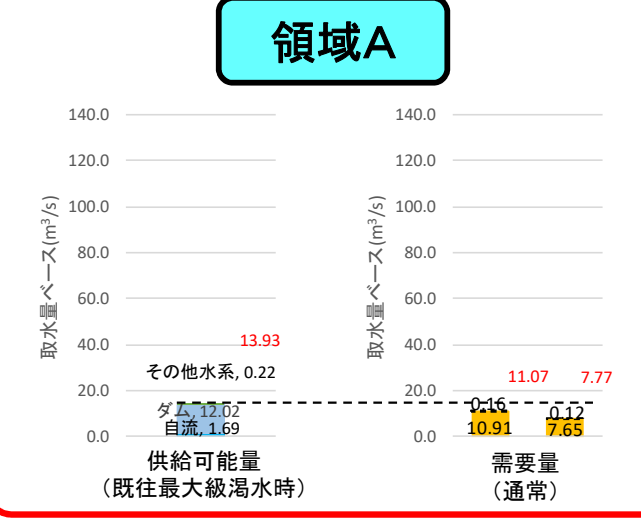 領域A
140.0
120.0
100.0
80.0
60.0
40.0
20.0
0.0
取水量ベース(m³/s)
13.93
その他水系, 0.22
ダム, 12.02
自流, 1.69
供給可能量
（既往最大級渇水時）
140.0
120.0
100.0
80.0
60.0
40.0
20.0
0.0
取水量ベース(m³/s)
11.07
7.77
0.16
0.12
10.91
7.65
需要量
（通常）